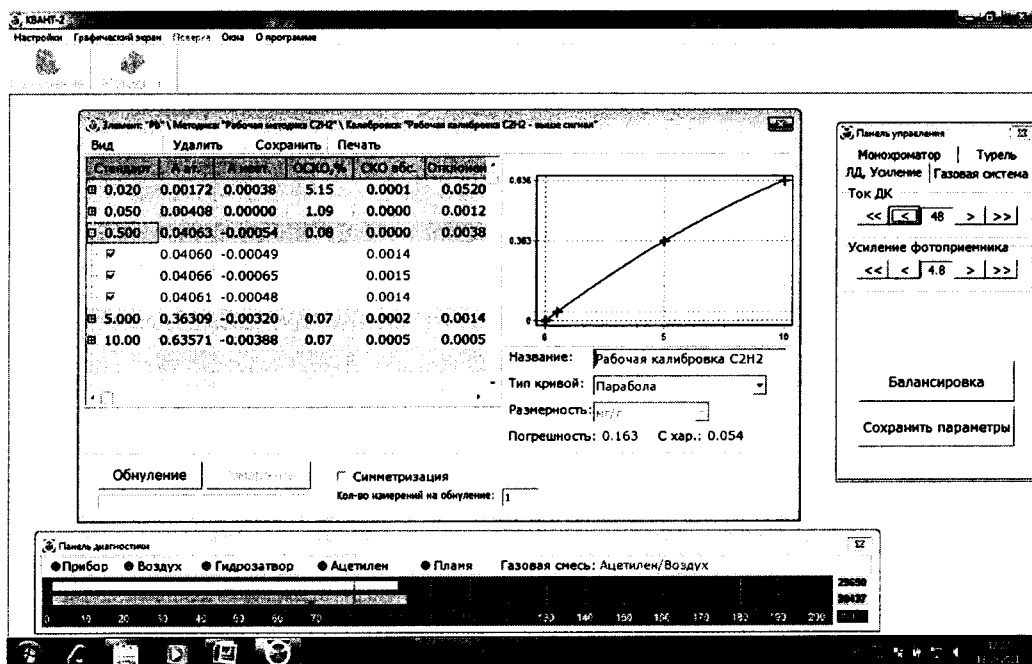 КВАНТ-2
Настройки Графический экран Поверка Окна О программе
Элемент: "Pb" \ Методика: "Рабочая методика C2H2" \ Калибровка: "Рабочая калибровка C2H2 - выше сигнал"
Вид Удалить Сохранить Печать
Стандарт А ат. А неат. ОСКО,% СКО абс. Отклонен
0.020 0.00172 0.00038 5.15 0.0001 0.0520
0.050 0.00408 0.00000 1.09 0.0000 0.0012
0.500 0.04063 -0.00054 0.08 0.0000 0.0038
0.04060 -0.00049 0.0014
0.04066 -0.00065 0.0015
0.04061 -0.00048 0.0014
5.000 0.36309 -0.00320 0.07 0.0002 0.0014
10.00 0.63571 -0.00388 0.07 0.0005 0.0005
0.636
0.363
0
0 5 10
Название: Рабочая калибровка C2H2
Тип кривой: Парабола
Размерность: мг/л
Погрешность: 0.163 С хар.: 0.054
Обнуление
Симметризация
Кол-во измерений на обнуление: 1
Панель управления
Монохроматор Турель
ЛД, Усиление Газовая система
Ток ДК
<< < 48 > >>
Усиление фотоприемника
<< < 4.8 > >>
Балансировка
Сохранить параметры
Панель диагностики
Прибор Воздух Гидрозатвор Ацетилен Пламя Газовая смесь: Ацетилен/Воздух
0 10 20 30 40 50 60 70 130 140 150 160 170 180 190 200